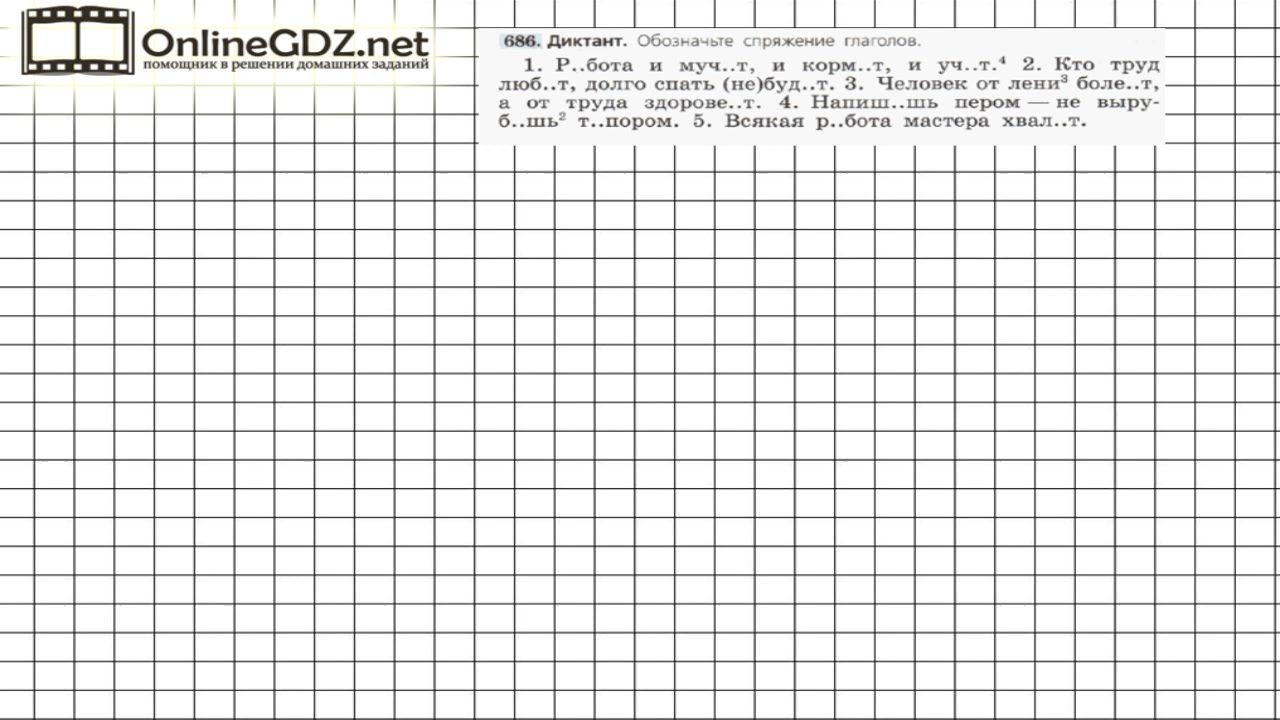 OnlineGDZ.net
помощник в решении домашних заданий
686. Диктант. Обозначьте спряжение глаголов.
1. Р..бота и муч..т, и корм..т, и уч..т.⁴ 2. Кто труд
люб..т, долго спать (не)буд..т. 3. Человек от лени³ боле..т,
а от труда здорове..т. 4. Напиш..шь пером — не выру-
б..шь² т..пором. 5. Всякая р..бота мастера хвал..т.